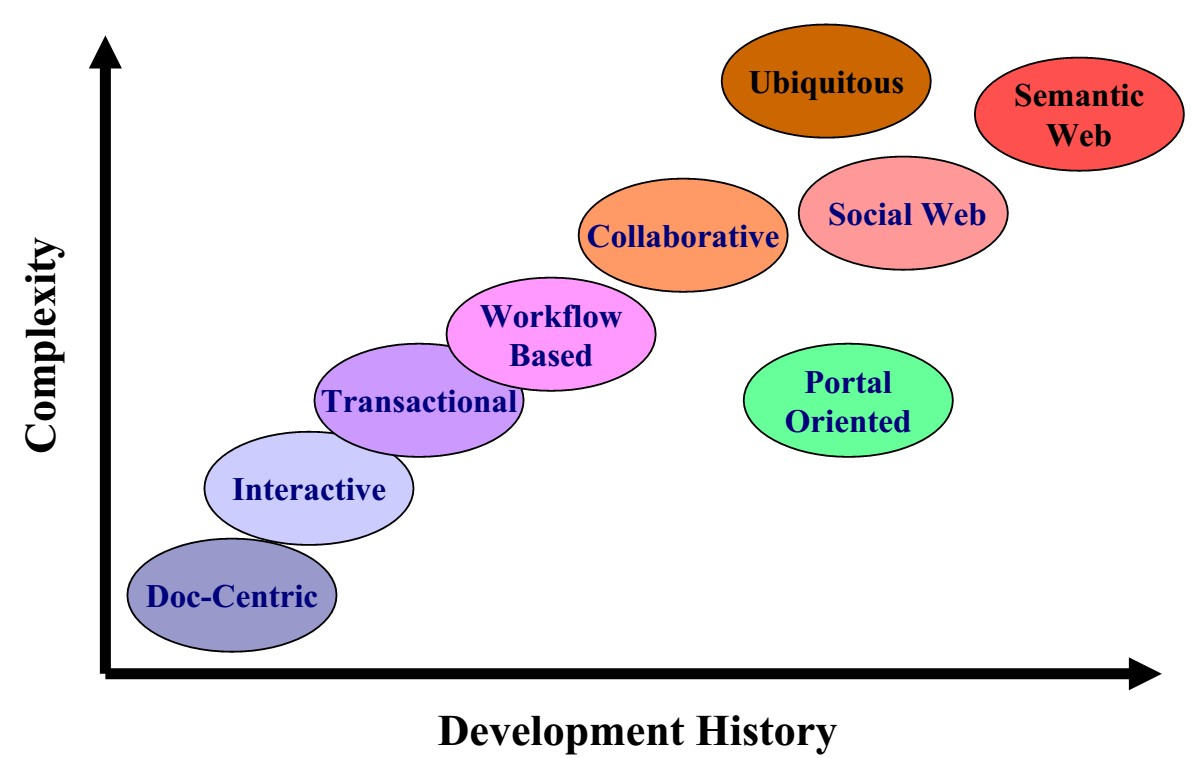 Ubiquitous
Semantic
Web
Social Web
Collaborative
Workflow
Based
Portal
Oriented
Transactional
Interactive
Doc-Centric
Complexity
Development History